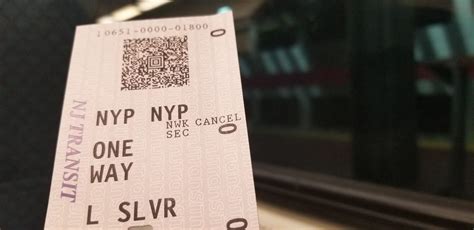 10651-0000-01800
NJ TRANSIT
NYP NYP
NWK CANCEL
SEC
ONE
WAY
L SLVR